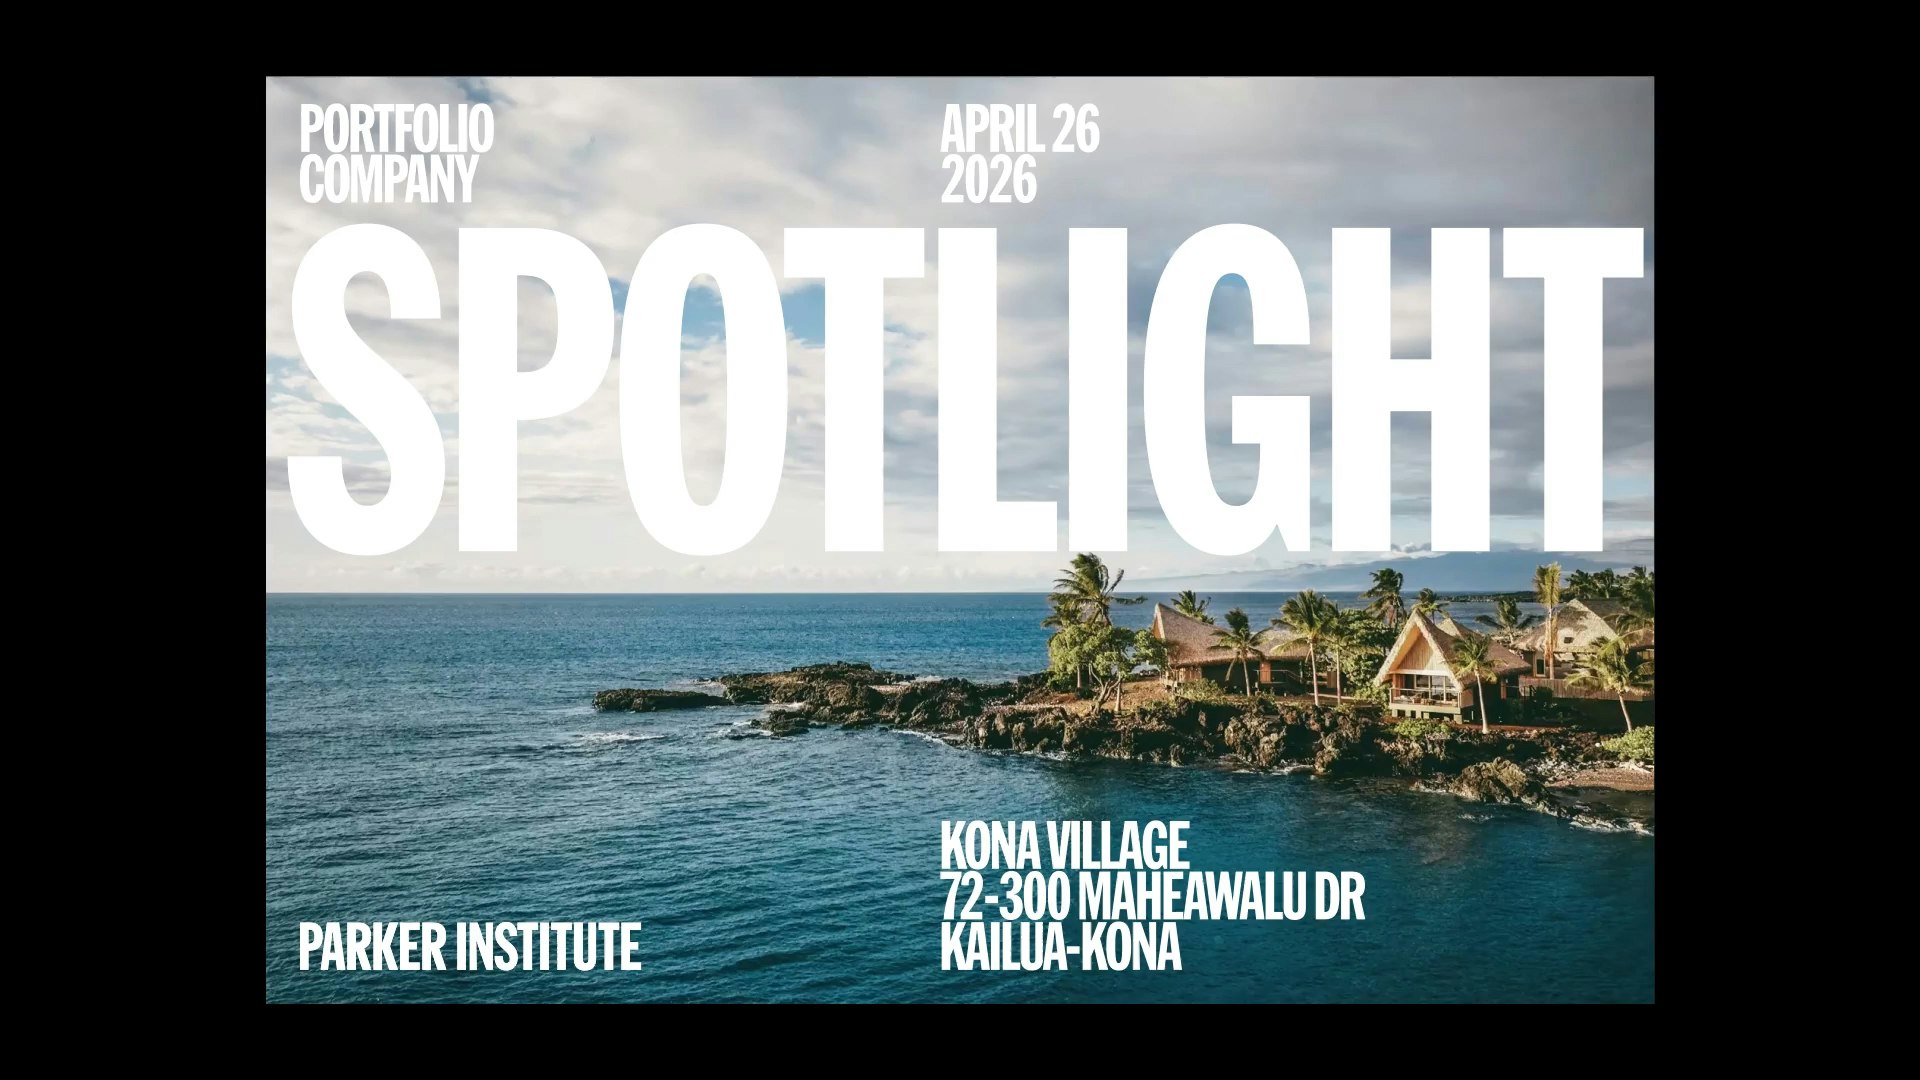 PORTFOLIO
COMPANY
APRIL 26
2026
SPOTLIGHT
KONA VILLAGE
72-300 MAHEAWALU DR
KAILUA-KONA
PARKER INSTITUTE